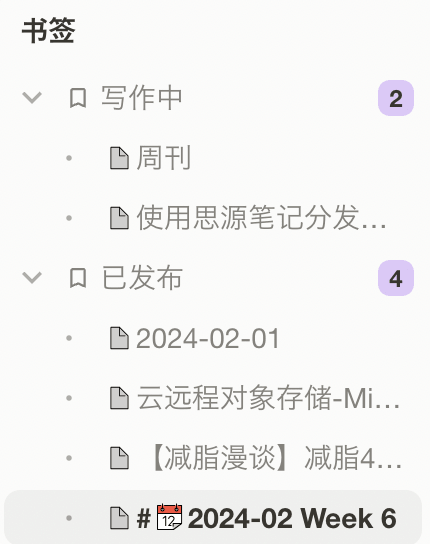 书签
写作中 2
周刊
使用思源笔记分发...
已发布 4
2024-02-01
云远程对象存储-Mi...
【减脂漫谈】减脂4...
#📅2024-02 Week 6